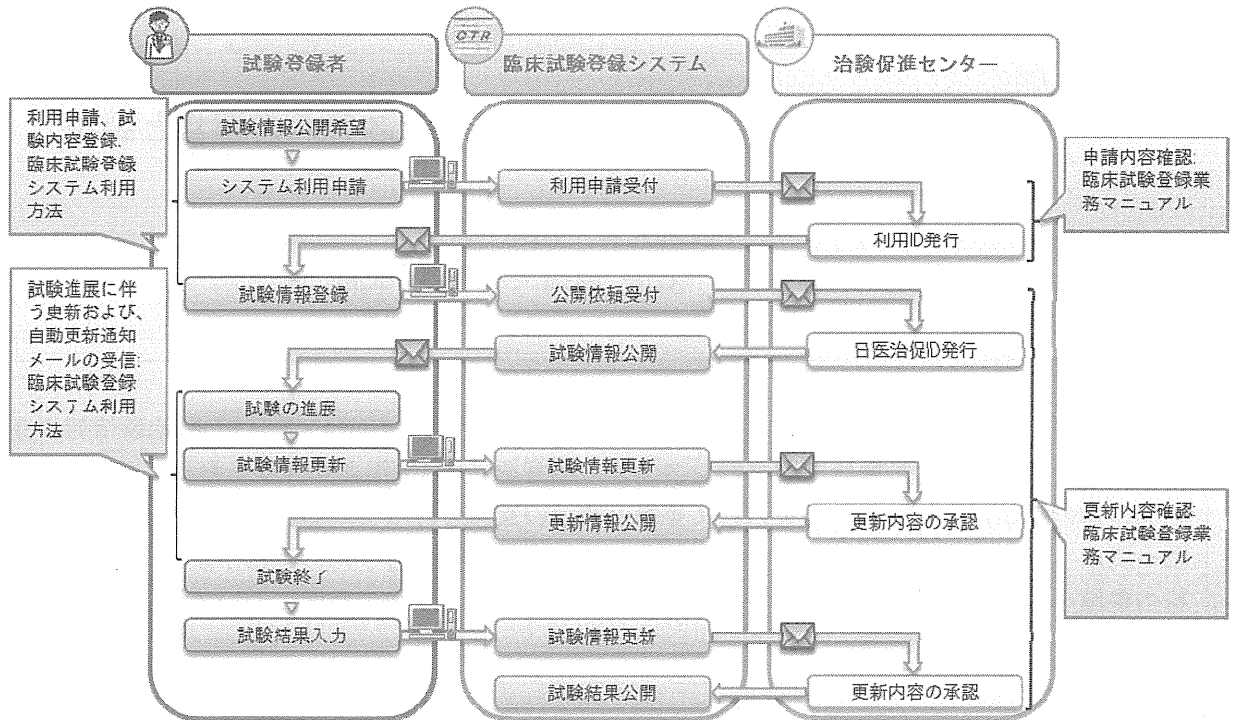 CTR
試験登録者
臨床試験登録システム
治験促進センター
利用申請、試
験内容登録.
臨床試験登録
システム利用
方法
試験情報公開希望
システム利用申請
利用申請受付
利用ID発行
申請内容確認:
臨床試験登録業
務マニュアル
試験情報登録
公開依頼受付
日医治促ID発行
試験情報公開
試験進展に伴
う更新および、
自動更新通知
メールの受信:
臨床試験登録
システム利用
方法
試験の進展
試験情報更新
試験情報更新
更新内容の承認
更新情報公開
更新内容確認:
臨床試験登録業
務マニュアル
試験終了
試験結果入力
試験情報更新
更新内容の承認
試験結果公開